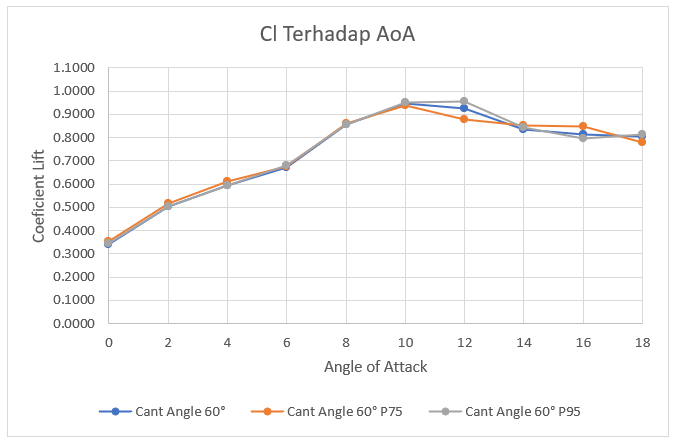 Cl Terhadap AoA
1.1000
1.0000
0.9000
0.8000
0.7000
0.6000
0.5000
0.4000
0.3000
0.2000
0.1000
0.0000
Coeficient Lift
0 2 4 6 8 10 12 14 16 18
Angle of Attack
Cant Angle 60° Cant Angle 60° P75 Cant Angle 60° P95